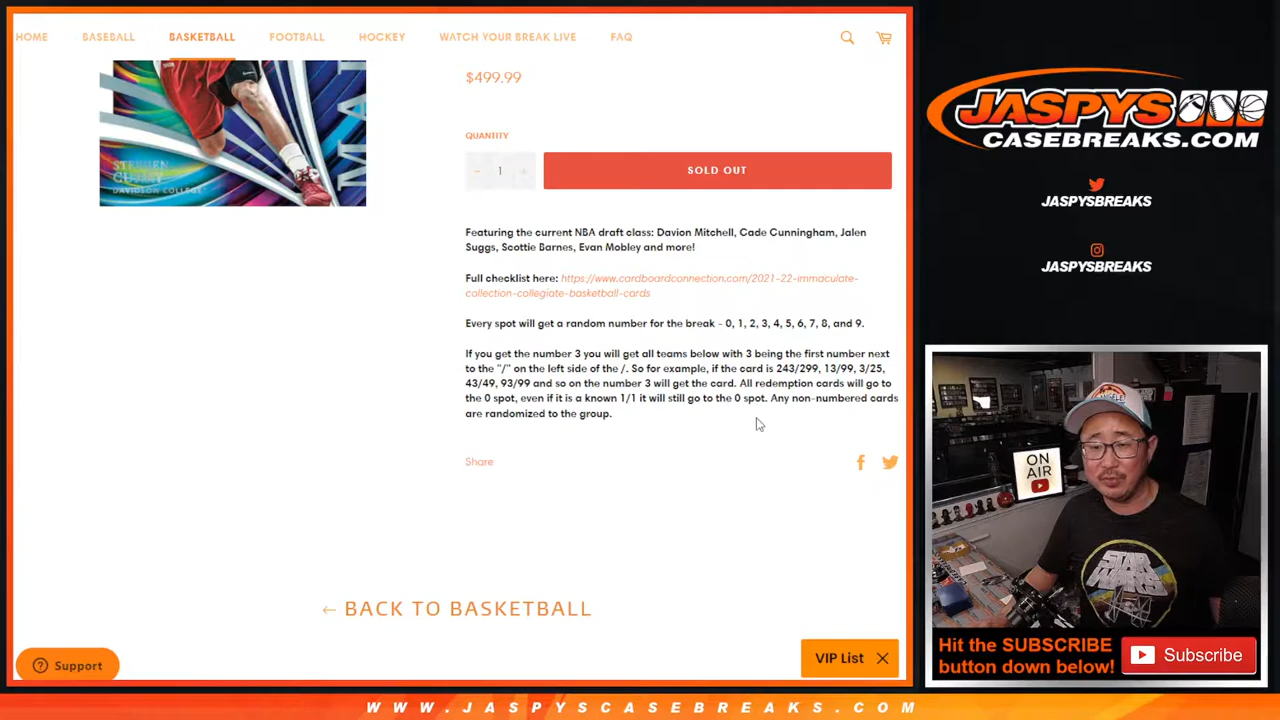 HOME BASEBALL BASKETBALL FOOTBALL HOCKEY WATCH YOUR BREAK LIVE FAQ
$499.99
QUANTITY
− 1 +
SOLD OUT
STEPHEN
CURRY
DAVIDSON COLLEGE
MA
Featuring the current NBA draft class: Davion Mitchell, Cade Cunningham, Jalen
Suggs, Scottie Barnes, Evan Mobley and more!
Full checklist here: https://www.cardboardconnection.com/2021-22-immaculate-
collection-collegiate-basketball-cards
Every spot will get a random number for the break - 0, 1, 2, 3, 4, 5, 6, 7, 8, and 9.
If you get the number 3 you will get all teams below with 3 being the first number next
to the "/" on the left side of the /. So for example, if the card is 243/299, 13/99, 3/25,
43/49, 93/99 and so on the number 3 will get the card. All redemption cards will go to
the 0 spot, even if it is a known 1/1 it will still go to the 0 spot. Any non-numbered cards
are randomized to the group.
Share
← BACK TO BASKETBALL
Support
VIP List ×
JASPYS
CASEBREAKS.COM
JASPYSBREAKS
JASPYSBREAKS
ON
AIR
STAR
WARS
Hit the SUBSCRIBE
button down below!
Subscribe
WWW.JASPYSCASEBREAKS.COM